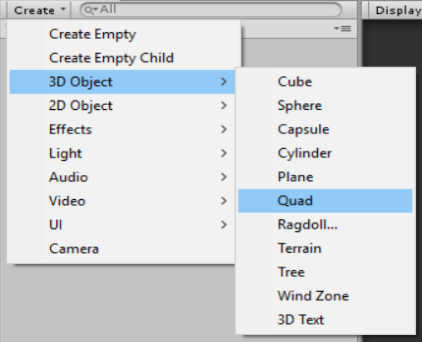 Create
All
Display
Create Empty
Create Empty Child
3D Object
2D Object
Effects
Light
Audio
Video
UI
Camera
Cube
Sphere
Capsule
Cylinder
Plane
Quad
Ragdoll...
Terrain
Tree
Wind Zone
3D Text